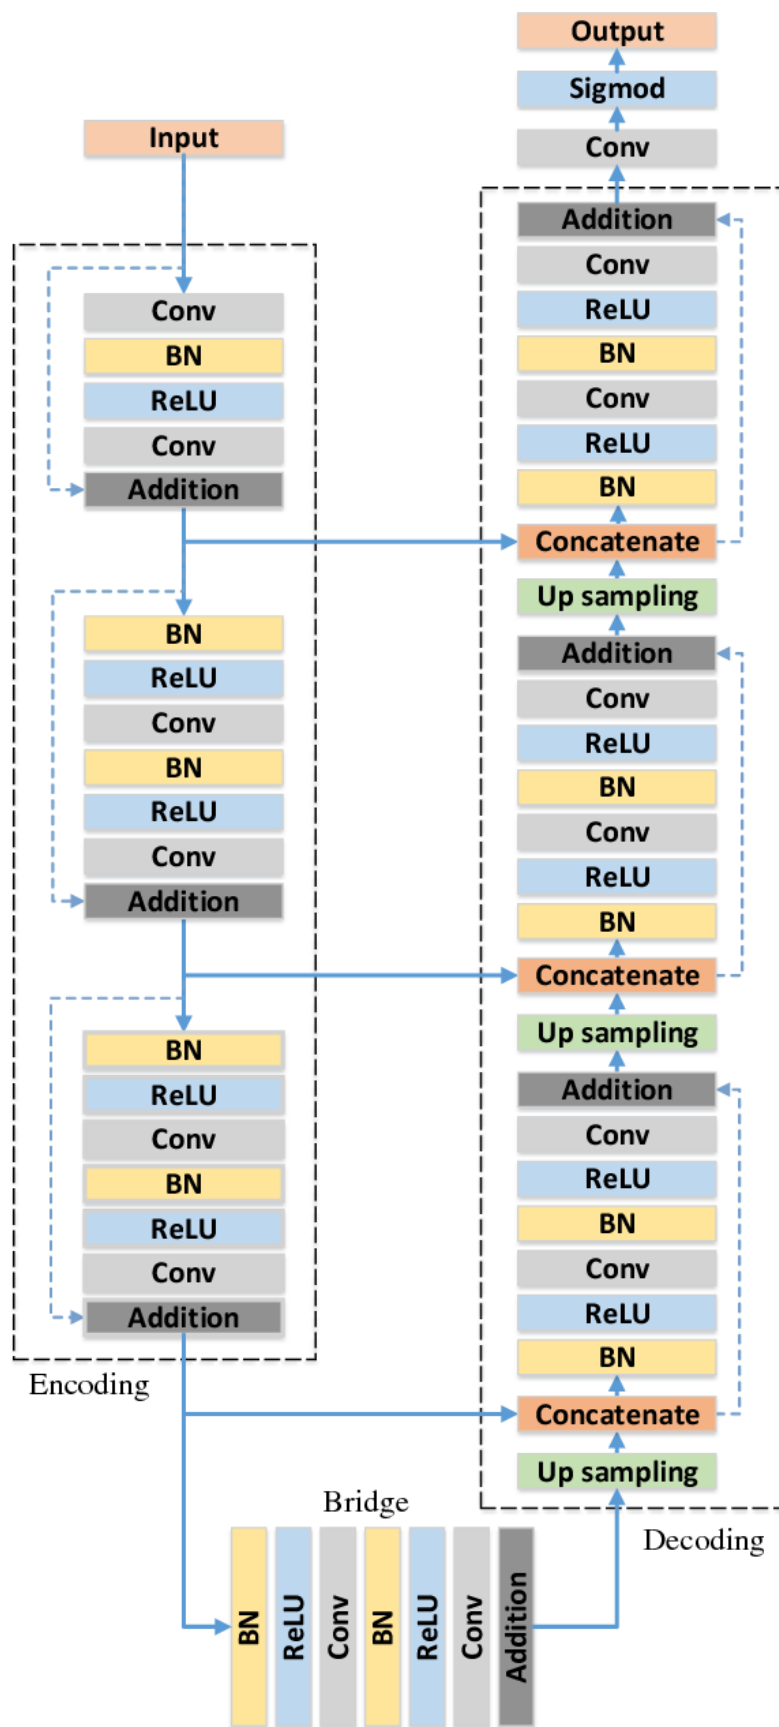 Input
Conv
BN
ReLU
Conv
Addition
BN
ReLU
Conv
BN
ReLU
Conv
Addition
BN
ReLU
Conv
BN
ReLU
Conv
Addition
Encoding
Bridge
BN
ReLU
Conv
BN
ReLU
Conv
Addition
Output
Sigmod
Conv
Addition
Conv
ReLU
BN
Conv
ReLU
BN
Concatenate
Up sampling
Addition
Conv
ReLU
BN
Conv
ReLU
BN
Concatenate
Up sampling
Addition
Conv
ReLU
BN
Conv
ReLU
BN
Concatenate
Up sampling
Decoding